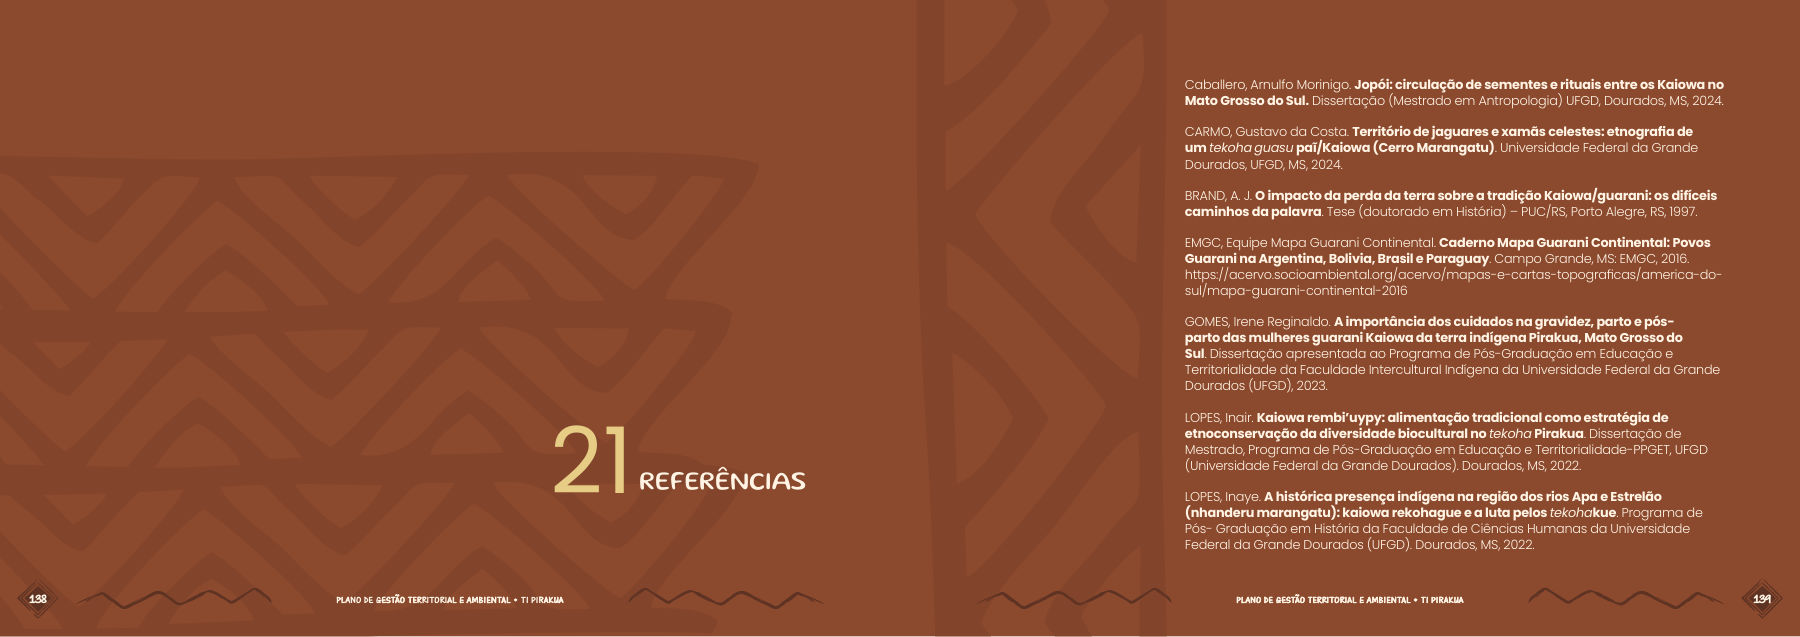 21 REFERÊNCIAS
138
PLANO DE GESTÃO TERRITORIAL E AMBIENTAL • TI PIRAKUA
Caballero, Arnulfo Morinigo. Jopói: circulação de sementes e rituais entre os Kaiowa no
Mato Grosso do Sul. Dissertação (Mestrado em Antropologia) UFGD, Dourados, MS, 2024.
CARMO, Gustavo da Costa. Território de jaguares e xamãs celestes: etnografia de
um tekoha guasu paĩ/Kaiowa (Cerro Marangatu). Universidade Federal da Grande
Dourados, UFGD, MS, 2024.
BRAND, A. J. O impacto da perda da terra sobre a tradição Kaiowa/guarani: os difíceis
caminhos da palavra. Tese (doutorado em História) – PUC/RS, Porto Alegre, RS, 1997.
EMGC, Equipe Mapa Guarani Continental. Caderno Mapa Guarani Continental: Povos
Guarani na Argentina, Bolivia, Brasil e Paraguay. Campo Grande, MS: EMGC, 2016.
https://acervo.socioambiental.org/acervo/mapas-e-cartas-topograficas/america-do-
sul/mapa-guarani-continental-2016
GOMES, Irene Reginaldo. A importância dos cuidados na gravidez, parto e pós-
parto das mulheres guarani Kaiowa da terra indígena Pirakua, Mato Grosso do
Sul. Dissertação apresentada ao Programa de Pós-Graduação em Educação e
Territorialidade da Faculdade Intercultural Indígena da Universidade Federal da Grande
Dourados (UFGD), 2023.
LOPES, Inair. Kaiowa rembi’uypy: alimentação tradicional como estratégia de
etnoconservação da diversidade biocultural no tekoha Pirakua. Dissertação de
Mestrado, Programa de Pós-Graduação em Educação e Territorialidade-PPGET, UFGD
(Universidade Federal da Grande Dourados). Dourados, MS, 2022.
LOPES, Inaye. A histórica presença indígena na região dos rios Apa e Estrelão
(nhanderu marangatu): kaiowa rekohague e a luta pelos tekohakue. Programa de
Pós- Graduação em História da Faculdade de Ciências Humanas da Universidade
Federal da Grande Dourados (UFGD). Dourados, MS, 2022.
PLANO DE GESTÃO TERRITORIAL E AMBIENTAL • TI PIRAKUA
139